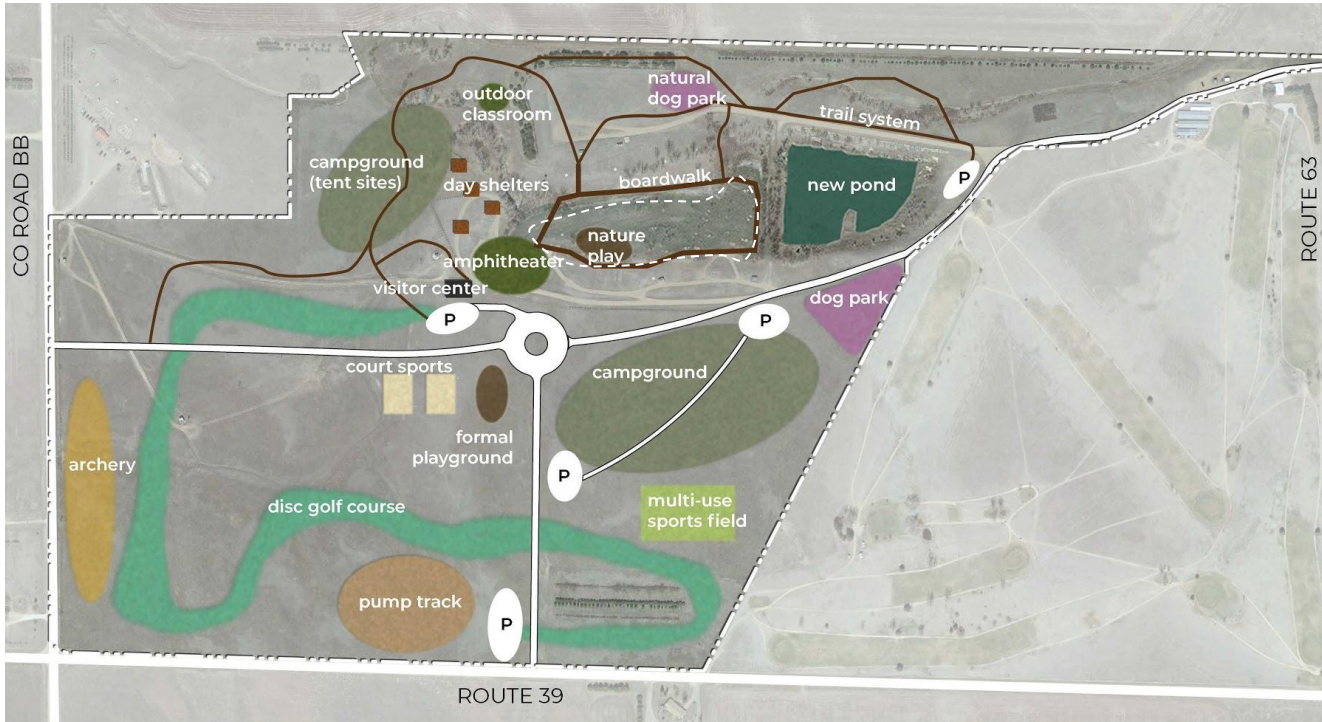 natural
dog park
outdoor
classroom
trail system
campground
(tent sites)
day shelters
boardwalk
new pond
P
CO ROAD BB
ROUTE 63
nature
play
amphitheater
visitor center
dog park
P
P
court sports
campground
formal
playground
archery
P
multi-use
sports field
disc golf course
pump track
P
ROUTE 39